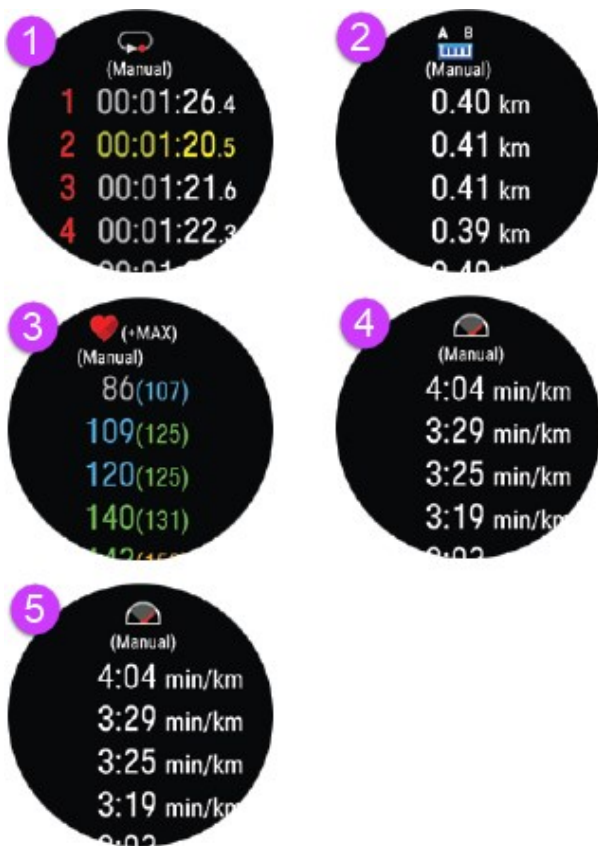 1
(Manual)
1 00:01:26.4
2 00:01:20.5
3 00:01:21.6
4 00:01:22.3
2
A B
(Manual)
0.40 km
0.41 km
0.41 km
0.39 km
3
(+MAX)
(Manual)
86(107)
109(125)
120(125)
140(131)
4
(Manual)
4:04 min/km
3:29 min/km
3:25 min/km
3:19 min/km
5
(Manual)
4:04 min/km
3:29 min/km
3:25 min/km
3:19 min/km